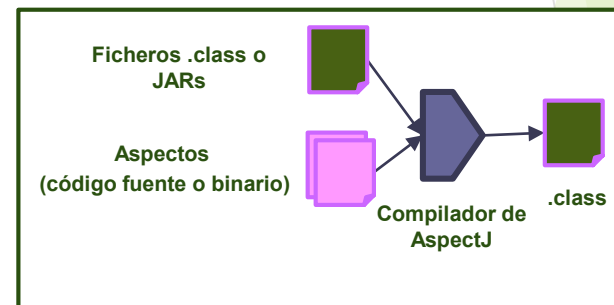 Ficheros .class o
JARs
Aspectos
(código fuente o binario)
Compilador de
AspectJ
.class